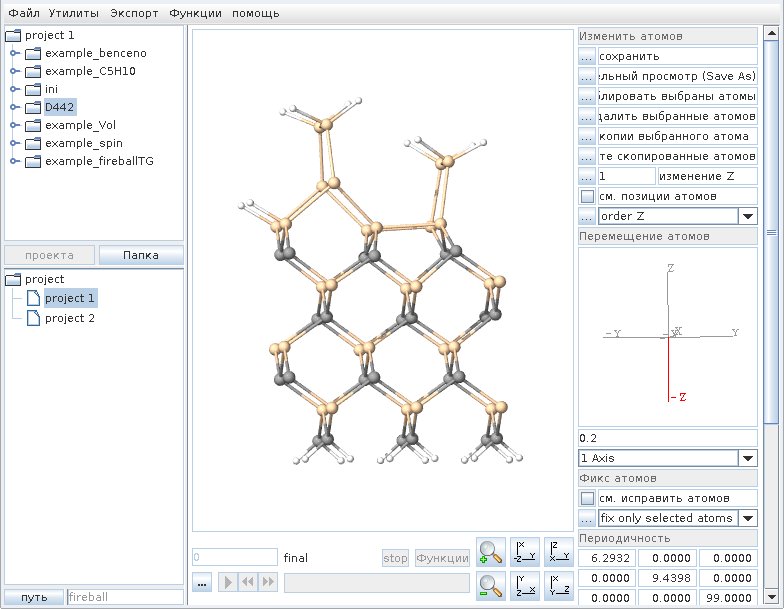 Файл Утилиты Экспорт Функции помощь
project 1
example_benceno
example_C5H10
ini
D442
example_Vol
example_spin
example_fireballTG
проекта Папка
project
project 1
project 2
путь fireball
0 final stop Функции
...
X -Z Y
Z X Y
Y Z X
X Y Z
Изменить атомов
... сохранить
... льный просмотр (Save As)
... лировать выбраны атомы
... далить выбранные атомов
... копии выбранного атома
... те скопированные атомов
... 1 изменение Z
см. позиции атомов
... order Z
Перемещение атомов
Z
-Y -X X Y
-Z
0.2
1 Axis
Фикс атомов
см. исправить атомов
... fix only selected atoms
Периодичность
6.2932 0.0000 0.0000
0.0000 9.4398 0.0000
0.0000 0.0000 99.0000